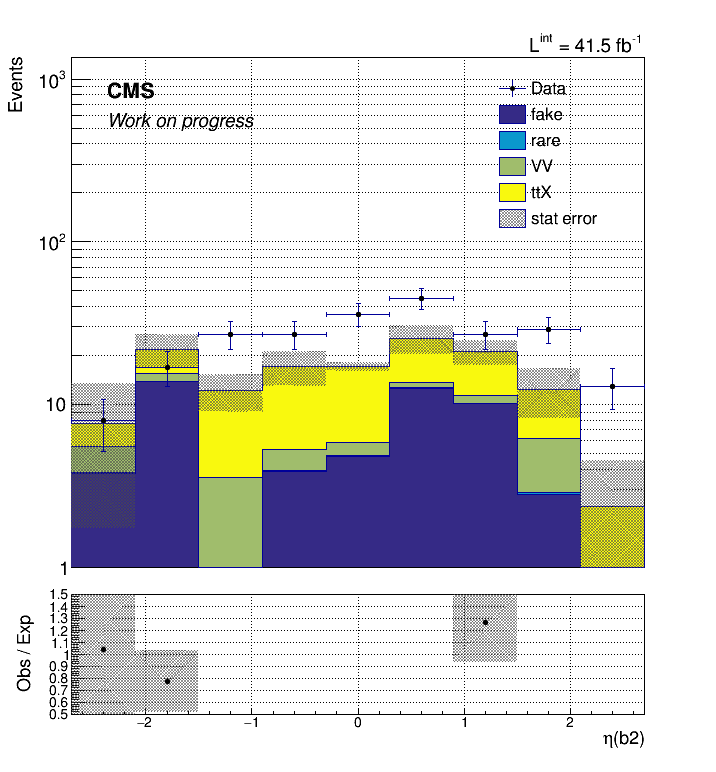 L^int = 41.5 fb^-1
Events
10^3
10^2
10
1
CMS
Work on progress
Data
fake
rare
VV
ttX
stat error
Obs / Exp
1.5
1.4
1.3
1.2
1.1
1
0.9
0.8
0.7
0.6
0.5
−2
−1
0
1
2
η(b2)